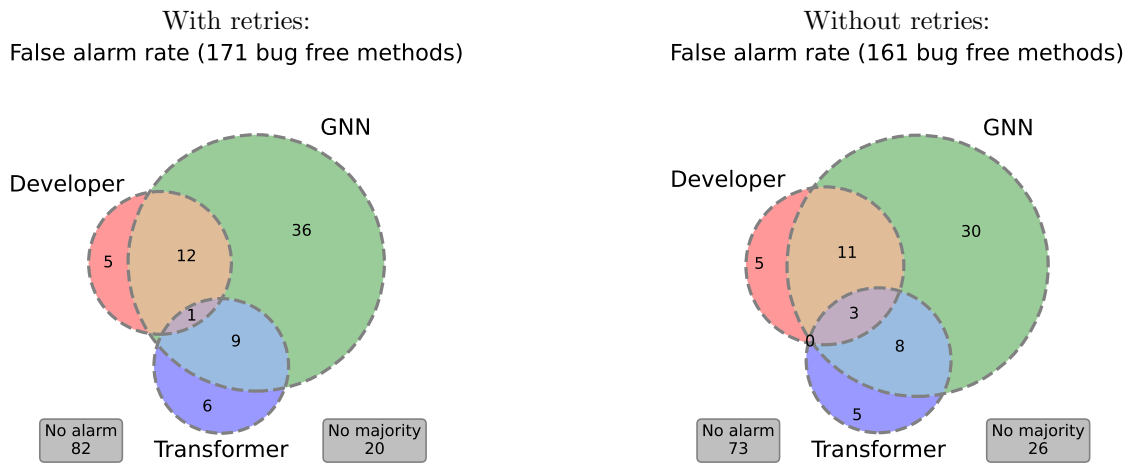 With retries:
False alarm rate (171 bug free methods)
GNN
Developer
36
12
5
1
9
6
No alarm
82
No majority
20
Transformer
Without retries:
False alarm rate (161 bug free methods)
GNN
Developer
30
11
5
3
0
8
5
No alarm
73
No majority
26
Transformer